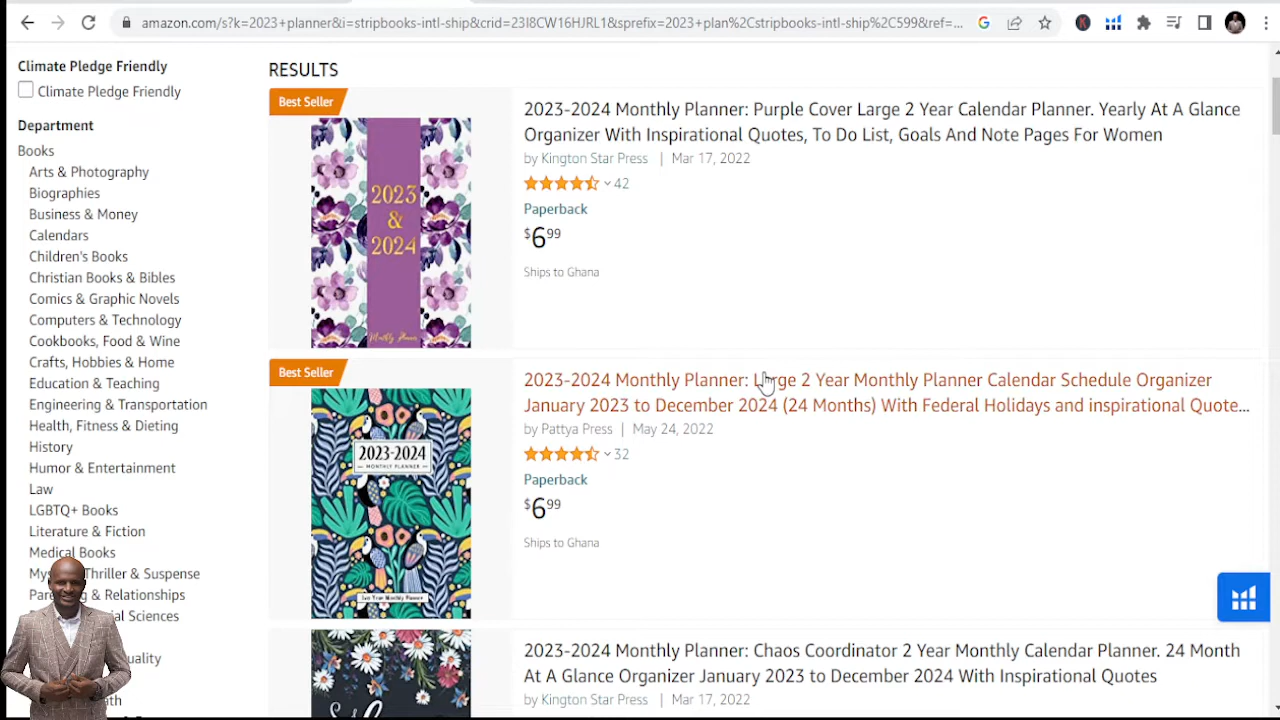 amazon.com/s?k=2023+planner&i=stripbooks-intl-ship&crid=23I8CW16HJRL1&sprefix=2023+plan%2Cstripbooks-intl-ship%2C599&ref=...
Climate Pledge Friendly
Climate Pledge Friendly
Department
Books
Arts & Photography
Biographies
Business & Money
Calendars
Children's Books
Christian Books & Bibles
Comics & Graphic Novels
Computers & Technology
Cookbooks, Food & Wine
Crafts, Hobbies & Home
Education & Teaching
Engineering & Transportation
Health, Fitness & Dieting
History
Humor & Entertainment
Law
LGBTQ+ Books
Literature & Fiction
Medical Books
Thriller & Suspense
& Relationships
Sciences
RESULTS
Best Seller
2023
&
2024
Monthly Planner
2023-2024 Monthly Planner: Purple Cover Large 2 Year Calendar Planner. Yearly At A Glance
Organizer With Inspirational Quotes, To Do List, Goals And Note Pages For Women
by Kington Star Press | Mar 17, 2022
42
Paperback
$6.99
Ships to Ghana
Best Seller
2023-2024
MONTHLY PLANNER
Two Year Monthly Planner
2023-2024 Monthly Planner: Large 2 Year Monthly Planner Calendar Schedule Organizer
January 2023 to December 2024 (24 Months) With Federal Holidays and inspirational Quote...
by Pattya Press | May 24, 2022
32
Paperback
$6.99
Ships to Ghana
2023-2024 Monthly Planner: Chaos Coordinator 2 Year Monthly Calendar Planner. 24 Month
At A Glance Organizer January 2023 to December 2024 With Inspirational Quotes
by Kington Star Press | Mar 17, 2022